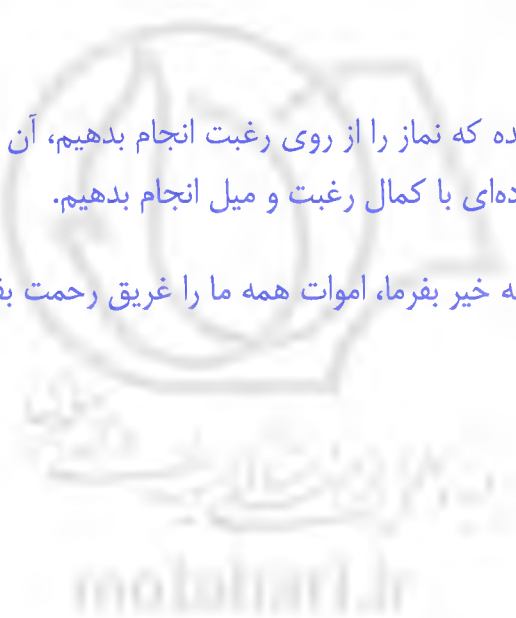 ده که نماز را از روی رغبت انجام بدهیم، آن
ده‌ای با کمال رغبت و میل انجام بدهیم.
ه خیر بفرما، اموات همه ما را غریق رحمت بف
motahari.ir